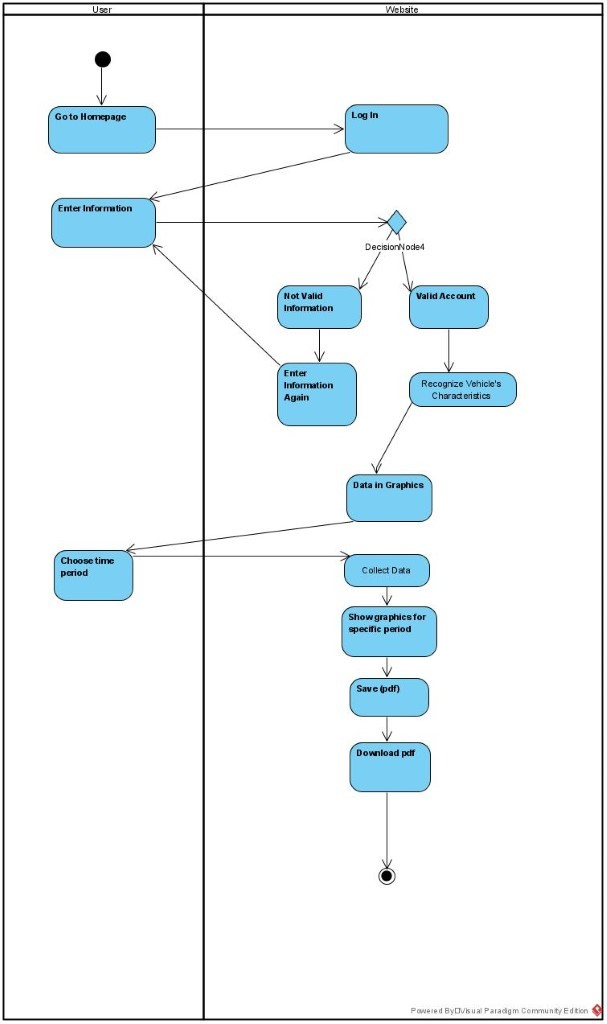 User
Website
Go to Homepage
Log In
Enter Information
DecisionNode4
Not Valid
Information
Valid Account
Enter
Information
Again
Recognize Vehicle's
Characteristics
Data in Graphics
Choose time
period
Collect Data
Show graphics for
specific period
Save (pdf)
Download pdf
Powered By Visual Paradigm Community Edition